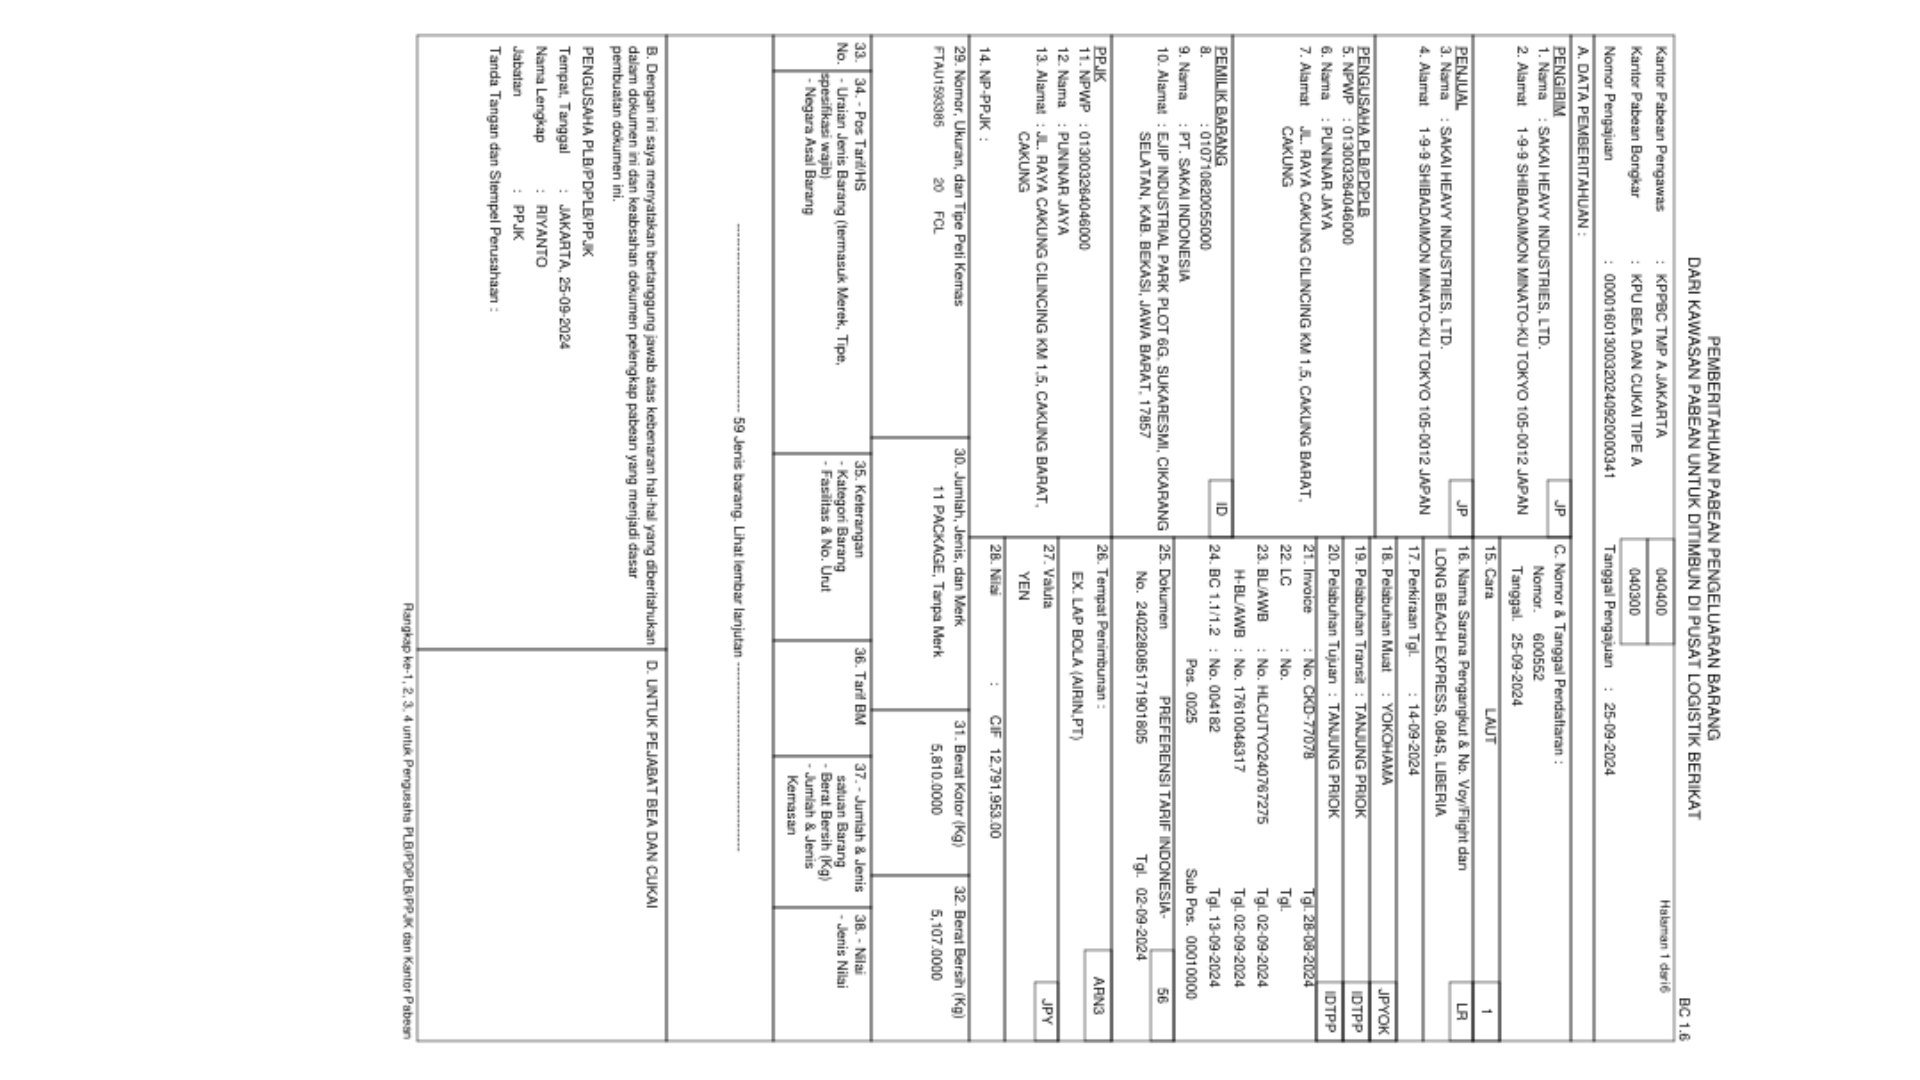 BC 1.6
PEMBERITAHUAN PABEAN PENGELUARAN BARANG
DARI KAWASAN PABEAN UNTUK DITIMBUN DI PUSAT LOGISTIK BERIKAT
Halaman 1 dari 6
Kantor Pabean Pengawas : KPPBC TMP A JAKARTA 040400
Kantor Pabean Bongkar : KPU BEA DAN CUKAI TIPE A 040300
Nomor Pengajuan : 00001601300320240920000341 Tanggal Pengajuan : 25-09-2024
A. DATA PEMBERITAHUAN :
PENGIRIM
1. Nama : SAKAI HEAVY INDUSTRIES, LTD. JP
2. Alamat 1-9-9 SHIBADAIMON MINATO-KU TOKYO 105-0012 JAPAN
PENJUAL
3. Nama : SAKAI HEAVY INDUSTRIES, LTD. JP
4. Alamat 1-9-9 SHIBADAIMON MINATO-KU TOKYO 105-0012 JAPAN
PENGUSAHA PLB/PDPLB
5. NPWP : 013003264046000
6. Nama : PUNINAR JAYA
7. Alamat JL. RAYA CAKUNG CILINCING KM 1,5, CAKUNG BARAT,
CAKUNG
PEMILIK BARANG
8. : 010710820055000 ID
9. Nama : PT. SAKAI INDONESIA
10. Alamat : EJIP INDUSTRIAL PARK PLOT 6G, SUKARESMI, CIKARANG
SELATAN, KAB. BEKASI, JAWA BARAT, 17857
PPJK
11. NPWP : 013003264046000
12. Nama : PUNINAR JAYA
13. Alamat : JL. RAYA CAKUNG CILINCING KM 1,5, CAKUNG BARAT,
CAKUNG
14. NP-PPJK :
C. Nomor & Tanggal Pendaftaran :
Nomor. 600552
Tanggal. 25-09-2024
15. Cara LAUT 1
16. Nama Sarana Pengangkut & No. Voy/Flight dan
LONG BEACH EXPRESS, 084S, LIBERIA LR
17. Perkiraan Tgl. : 14-09-2024
18. Pelabuhan Muat : YOKOHAMA JPYOK
19. Pelabuhan Transit : TANJUNG PRIOK IDTPP
20. Pelabuhan Tujuan : TANJUNG PRIOK IDTPP
21. Invoice : No. CKD-77078 Tgl. 28-08-2024
22. LC : No. Tgl.
23. BL/AWB : No. HLCUTYO240767275 Tgl. 02-09-2024
H-BL/AWB : No. 17610046317 Tgl. 02-09-2024
24. BC 1.1/1.2 : No. 004182 Tgl. 13-09-2024
Pos. 0025 Sub Pos. 00010000
25. Dokumen PREFERENSI TARIF INDONESIA- 56
No. 2402280851719​01805 Tgl. 02-09-2024
26. Tempat Penimbunan :
EX. LAP BOLA (AIRIN,PT) ARN3
27. Valuta
YEN JPY
28. Nilai : CIF 12,791,953.00
29. Nomor, Ukuran, dan Tipe Peti Kemas
FTAU1593385 20 FCL
30. Jumlah, Jenis, dan Merk
11 PACKAGE, Tanpa Merk
31. Berat Kotor (Kg)
5,810.0000
32. Berat Bersih (Kg)
5,107.0000
33.
No.
34. - Pos Tarif/HS
- Uraian Jenis Barang (termasuk Merek, Tipe,
spesifikasi wajib)
- Negara Asal Barang
35. Keterangan
- Kategori Barang
- Fasilitas & No. Urut
36. Tarif BM
37. - Jumlah & Jenis
satuan Barang
- Berat Bersih (Kg)
- Jumlah & Jenis
Kemasan
38. - Nilai
- Jenis Nilai
------------------------------ 59 Jenis barang. Lihat lembar lanjutan ------------------------------
B. Dengan ini saya menyatakan bertanggung jawab atas kebenaran hal-hal yang diberitahukan
dalam dokumen ini dan keabsahan dokumen pelengkap pabean yang menjadi dasar
pembuatan dokumen ini.
PENGUSAHA PLB/PDPLB/PPJK
Tempat, Tanggal : JAKARTA, 25-09-2024
Nama Lengkap : RIYANTO
Jabatan : PPJK
Tanda Tangan dan Stempel Perusahaan :
D. UNTUK PEJABAT BEA DAN CUKAI
Rangkap ke-1, 2, 3, 4 untuk Pengusaha PLB/PDPLB/PPJK dan Kantor Pabean